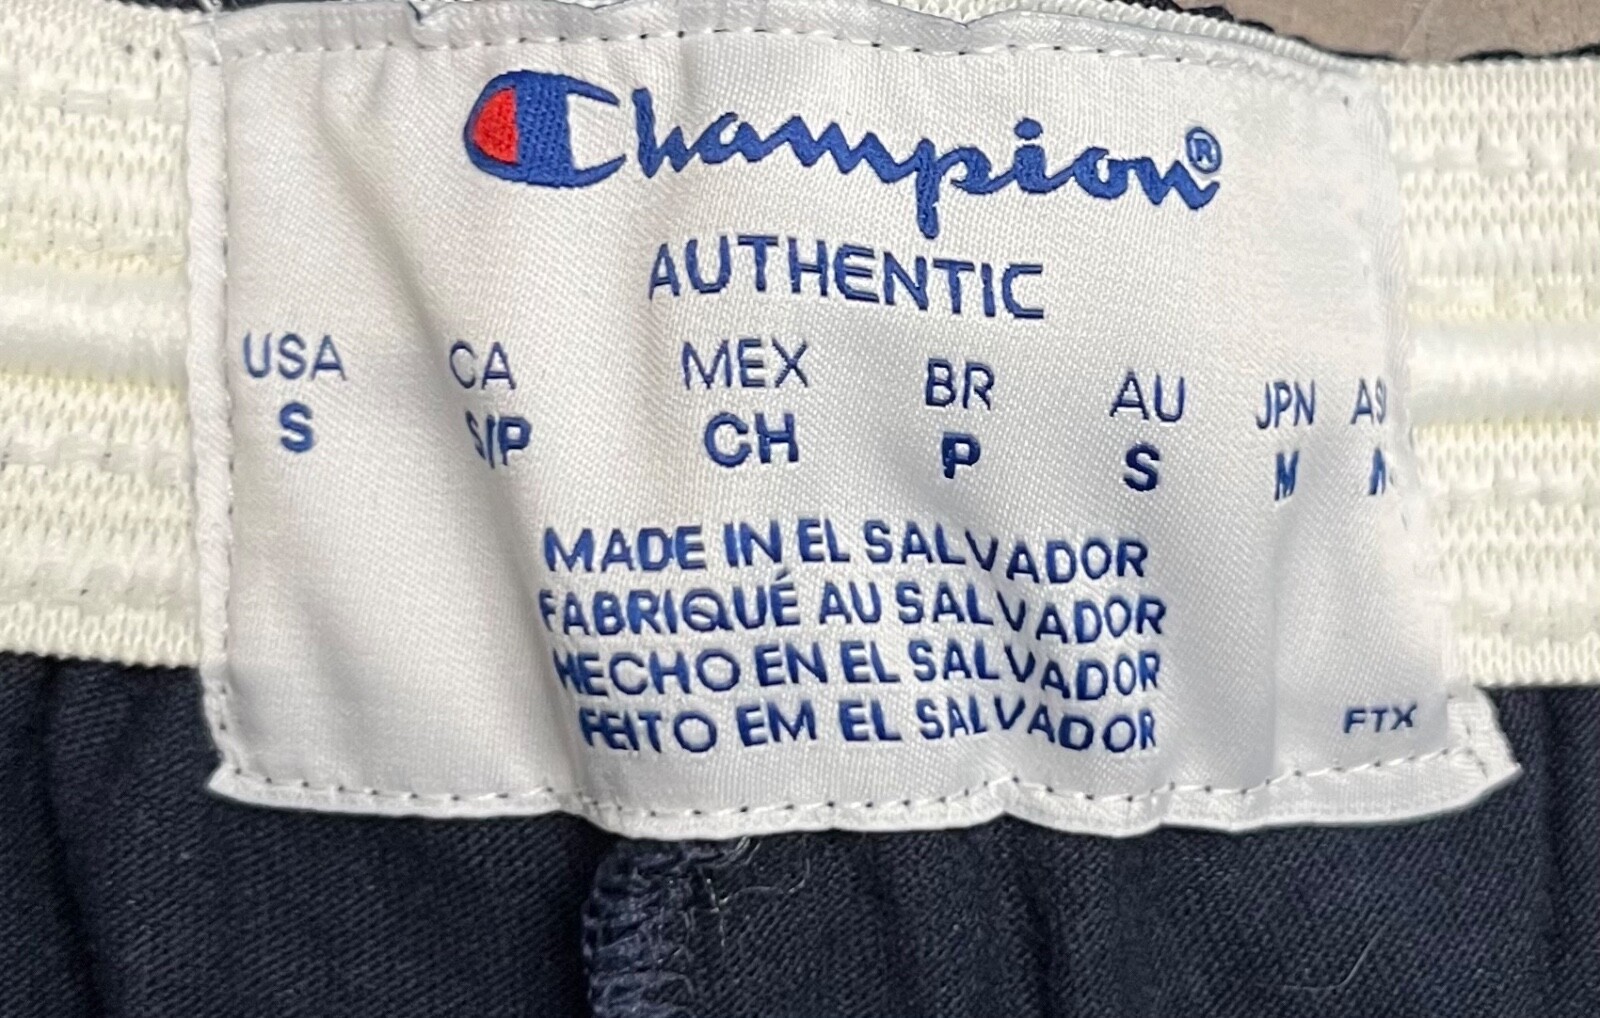 Champion®
AUTHENTIC
USA CA MEX BR AU JPN
S S/P CH P S M
MADE IN EL SALVADOR
FABRIQUÉ AU SALVADOR
HECHO EN EL SALVADOR
FEITO EM EL SALVADOR
FTX